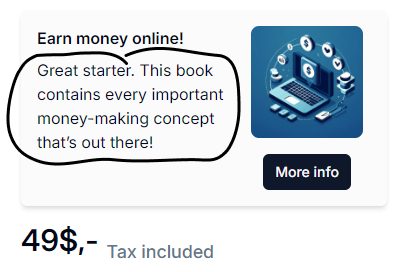 Earn money online!
Great starter. This book
contains every important
money-making concept
that's out there!
More info
49$,- Tax included